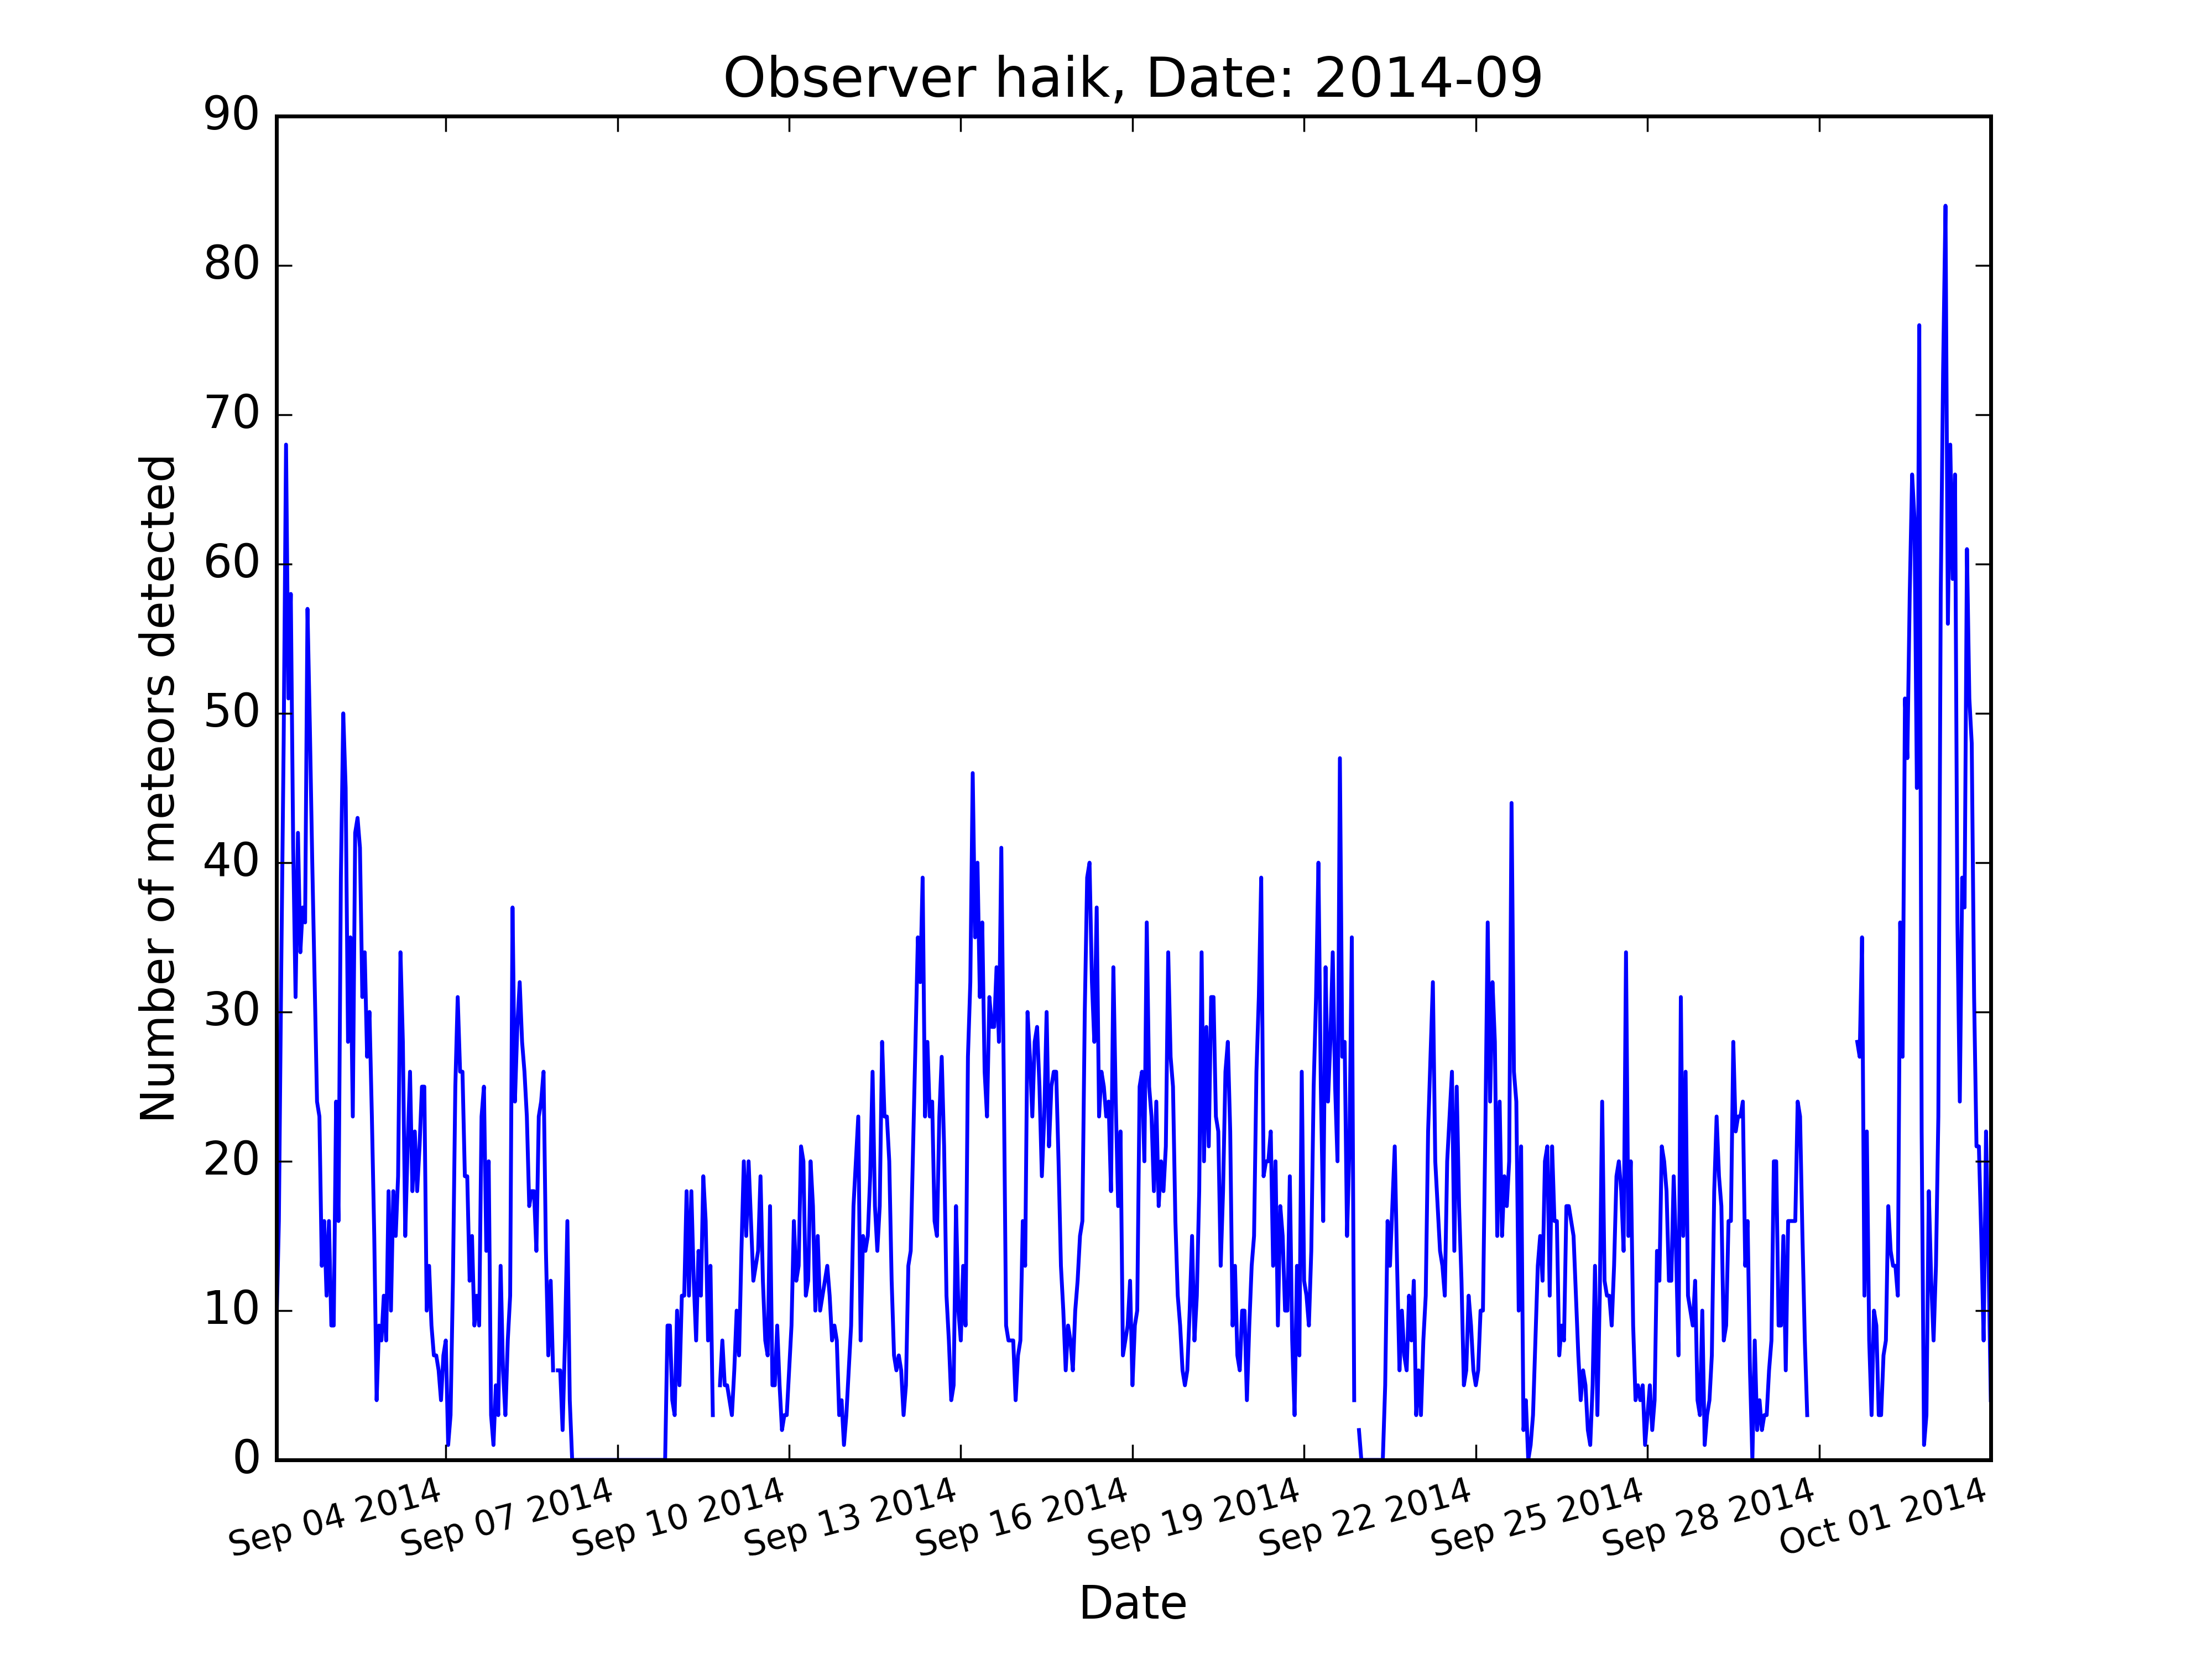 Observer haik, Date: 2014-09
90
80
70
60
50
40
30
20
10
0
Number of meteors detected
Sep 04 2014
Sep 07 2014
Sep 10 2014
Sep 13 2014
Sep 16 2014
Sep 19 2014
Sep 22 2014
Sep 25 2014
Sep 28 2014
Oct 01 2014
Date